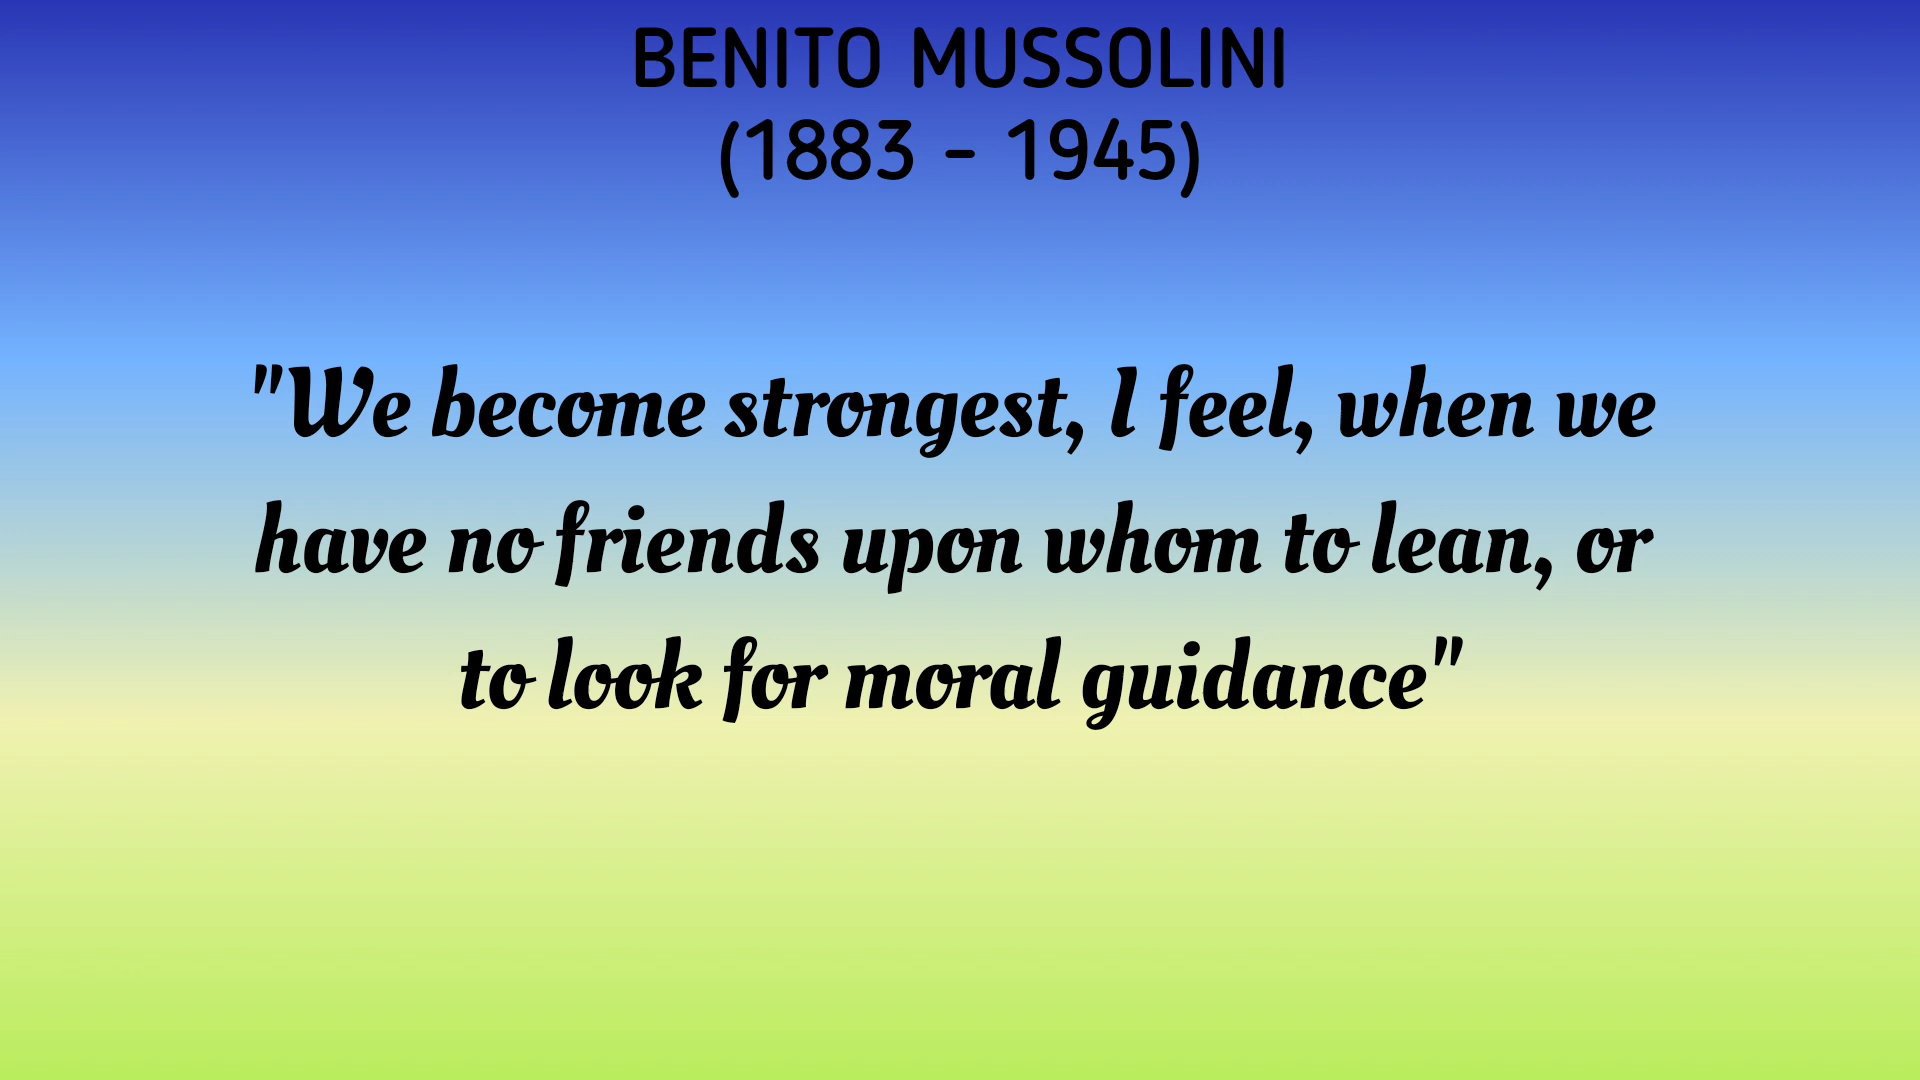 BENITO MUSSOLINI
(1883 - 1945)
"We become strongest, I feel, when we
have no friends upon whom to lean, or
to look for moral guidance"